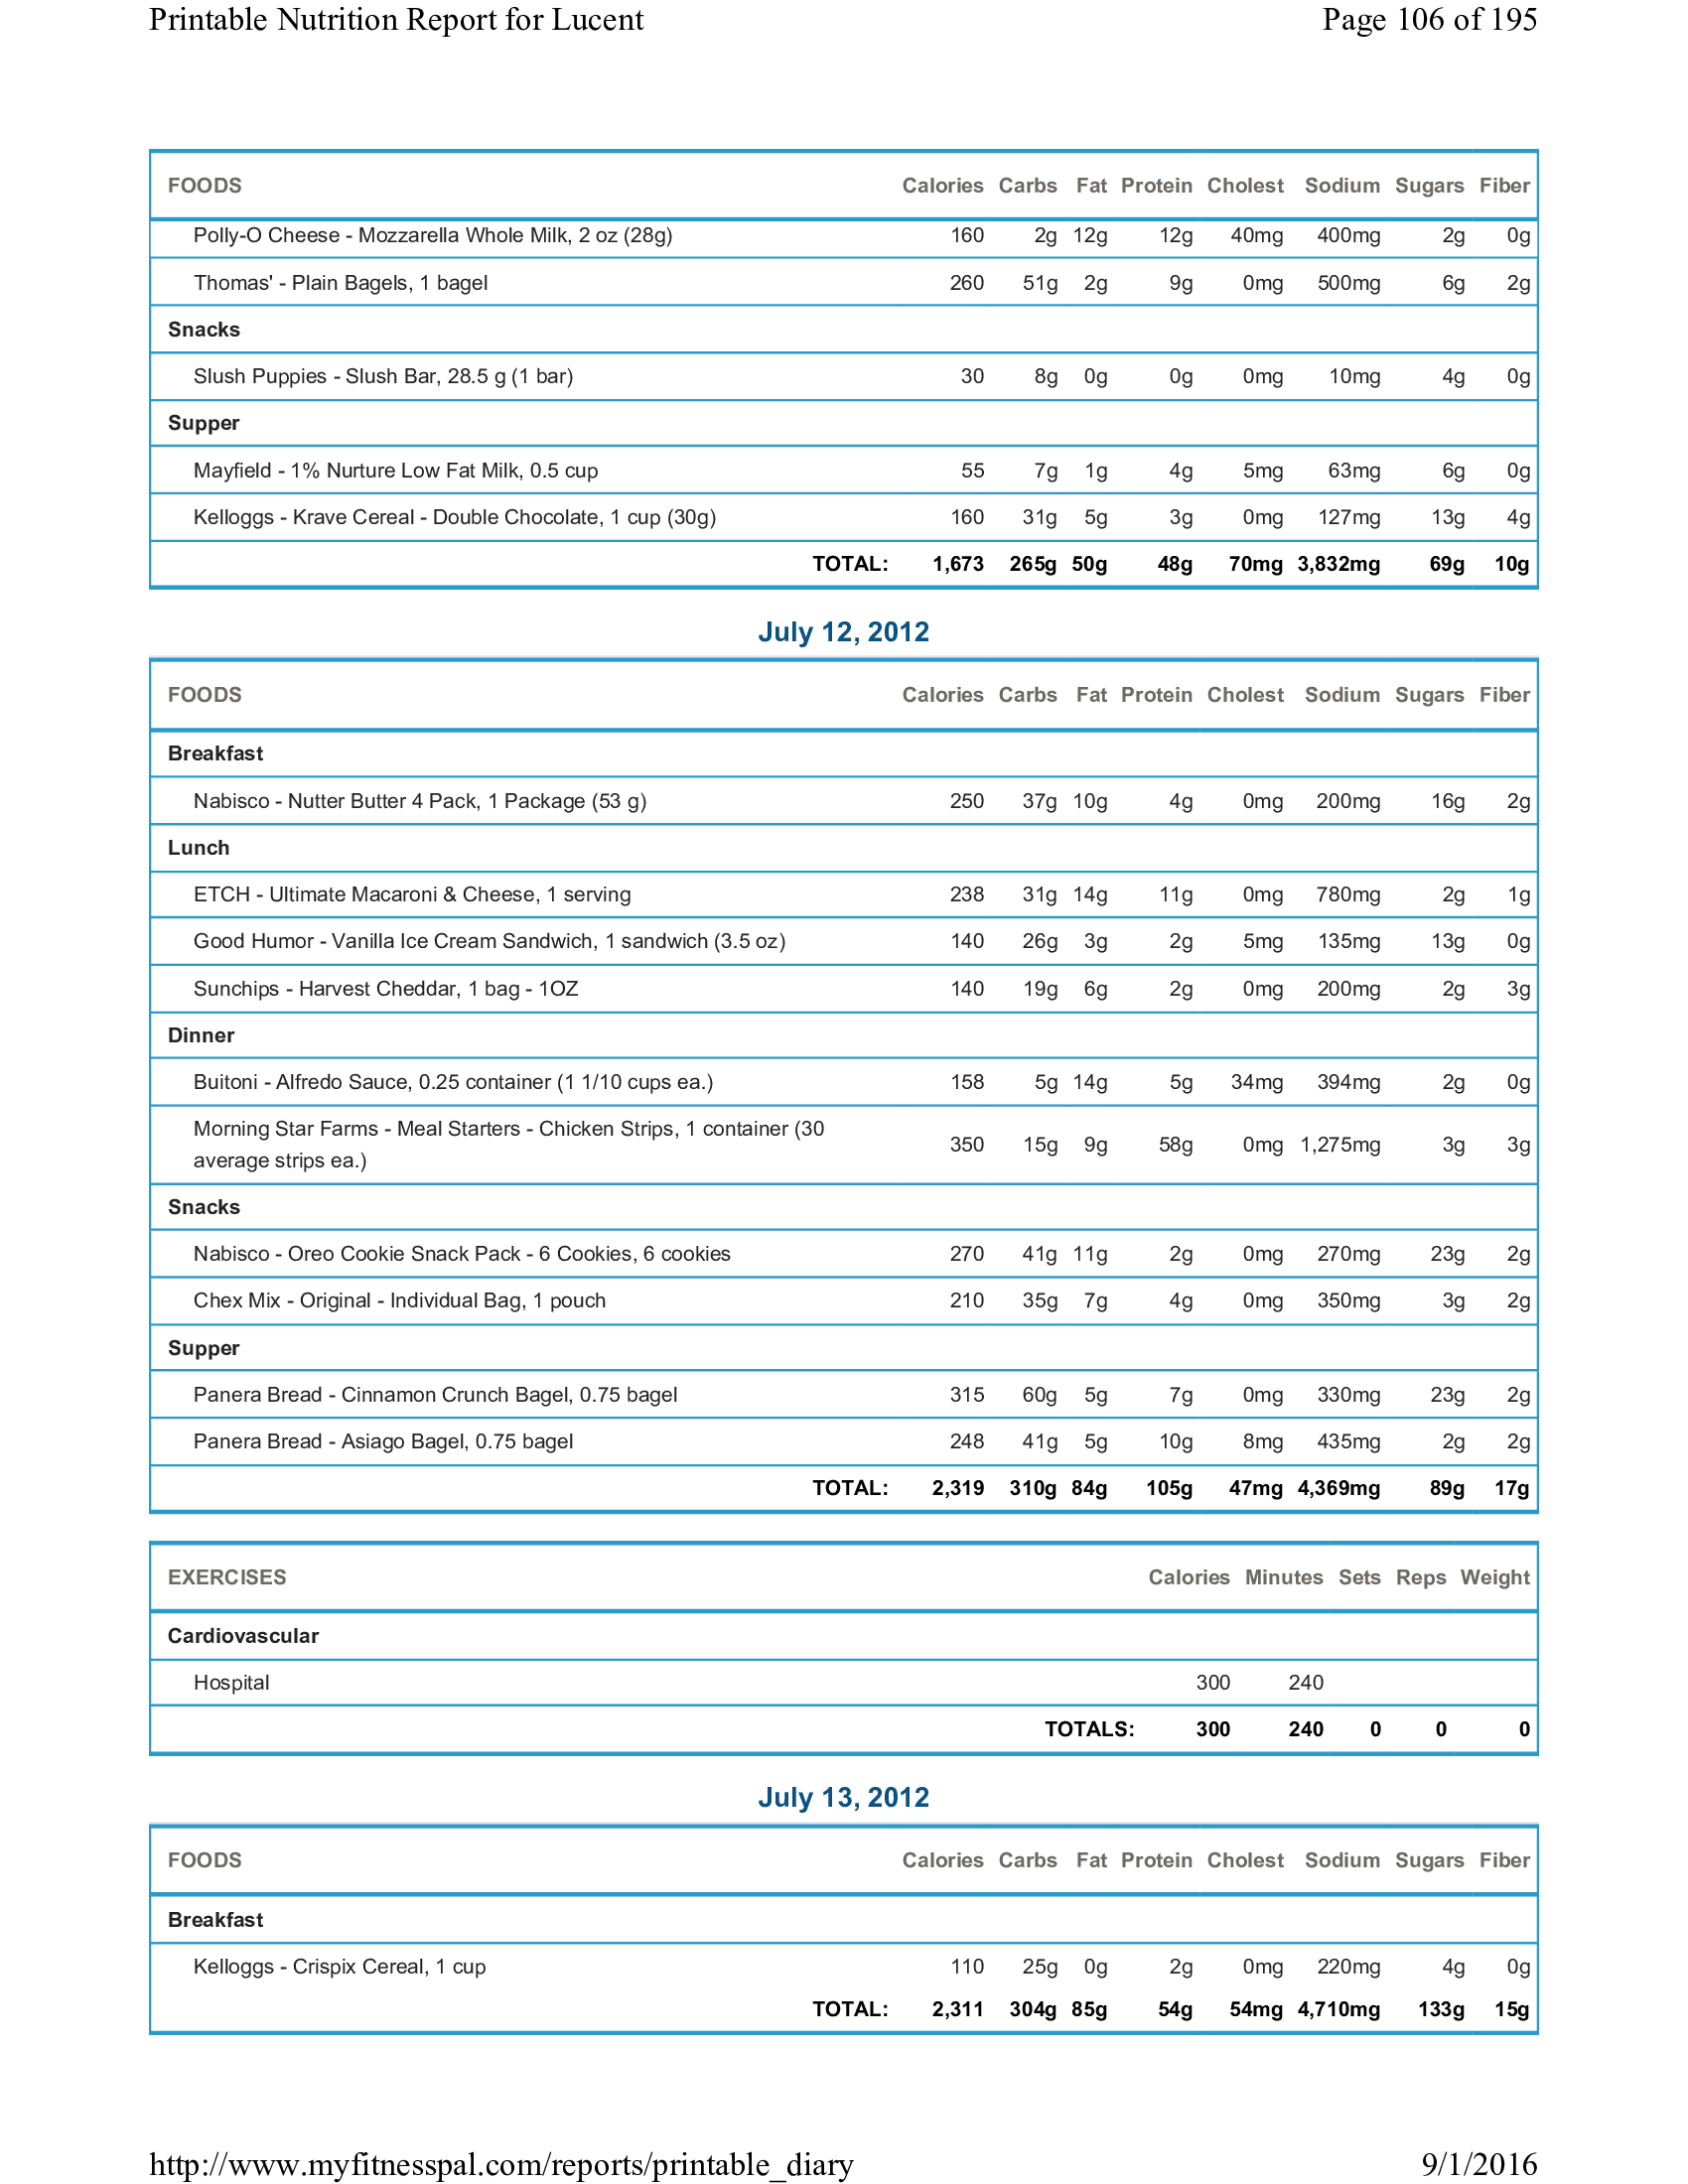 Printable Nutrition Report for Lucent Page 106 of 195
FOODS Calories Carbs Fat Protein Cholest Sodium Sugars Fiber
Polly-O Cheese - Mozzarella Whole Milk, 2 oz (28g) 160 2g 12g 12g 40mg 400mg 2g 0g
Thomas' - Plain Bagels, 1 bagel 260 51g 2g 9g 0mg 500mg 6g 2g
Snacks
Slush Puppies - Slush Bar, 28.5 g (1 bar) 30 8g 0g 0g 0mg 10mg 4g 0g
Supper
Mayfield - 1% Nurture Low Fat Milk, 0.5 cup 55 7g 1g 4g 5mg 63mg 6g 0g
Kelloggs - Krave Cereal - Double Chocolate, 1 cup (30g) 160 31g 5g 3g 0mg 127mg 13g 4g
TOTAL: 1,673 265g 50g 48g 70mg 3,832mg 69g 10g
July 12, 2012
FOODS Calories Carbs Fat Protein Cholest Sodium Sugars Fiber
Breakfast
Nabisco - Nutter Butter 4 Pack, 1 Package (53 g) 250 37g 10g 4g 0mg 200mg 16g 2g
Lunch
ETCH - Ultimate Macaroni & Cheese, 1 serving 238 31g 14g 11g 0mg 780mg 2g 1g
Good Humor - Vanilla Ice Cream Sandwich, 1 sandwich (3.5 oz) 140 26g 3g 2g 5mg 135mg 13g 0g
Sunchips - Harvest Cheddar, 1 bag - 1OZ 140 19g 6g 2g 0mg 200mg 2g 3g
Dinner
Buitoni - Alfredo Sauce, 0.25 container (1 1/10 cups ea.) 158 5g 14g 5g 34mg 394mg 2g 0g
Morning Star Farms - Meal Starters - Chicken Strips, 1 container (30
average strips ea.) 350 15g 9g 58g 0mg 1,275mg 3g 3g
Snacks
Nabisco - Oreo Cookie Snack Pack - 6 Cookies, 6 cookies 270 41g 11g 2g 0mg 270mg 23g 2g
Chex Mix - Original - Individual Bag, 1 pouch 210 35g 7g 4g 0mg 350mg 3g 2g
Supper
Panera Bread - Cinnamon Crunch Bagel, 0.75 bagel 315 60g 5g 7g 0mg 330mg 23g 2g
Panera Bread - Asiago Bagel, 0.75 bagel 248 41g 5g 10g 8mg 435mg 2g 2g
TOTAL: 2,319 310g 84g 105g 47mg 4,369mg 89g 17g
EXERCISES Calories Minutes Sets Reps Weight
Cardiovascular
Hospital 300 240
TOTALS: 300 240 0 0 0
July 13, 2012
FOODS Calories Carbs Fat Protein Cholest Sodium Sugars Fiber
Breakfast
Kelloggs - Crispix Cereal, 1 cup 110 25g 0g 2g 0mg 220mg 4g 0g
TOTAL: 2,311 304g 85g 54g 54mg 4,710mg 133g 15g
http://www.myfitnesspal.com/reports/printable_diary 9/1/2016